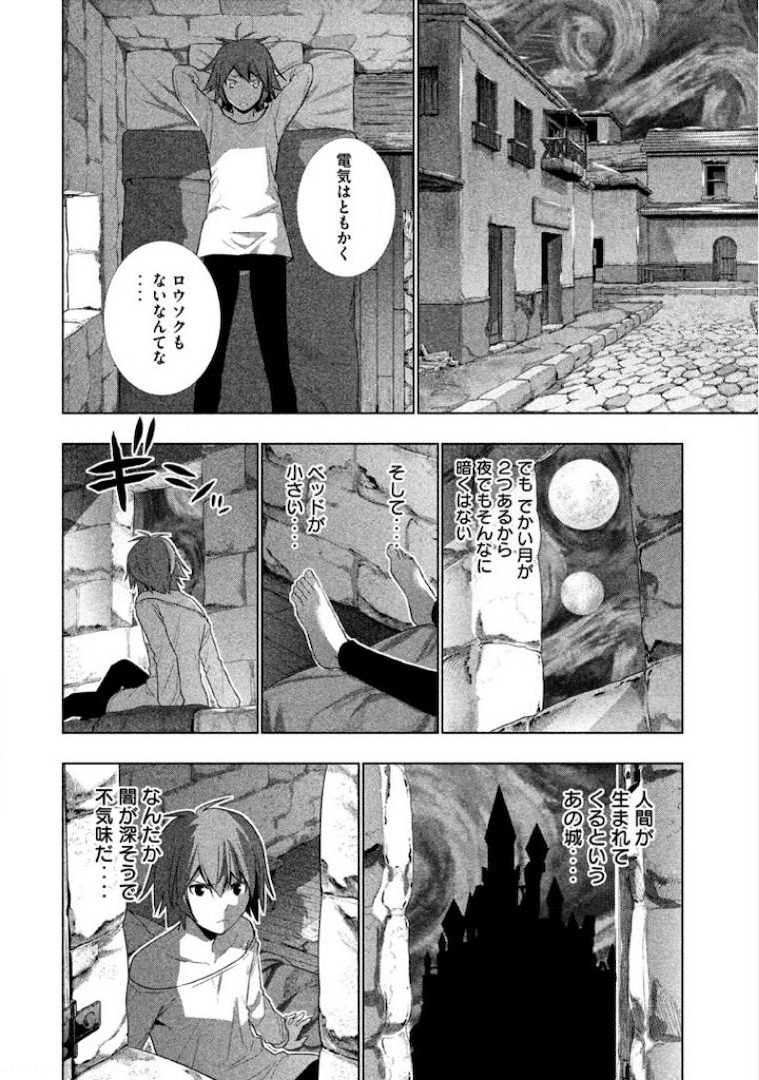 電気はともかく
ロウソクも
ないなんてな
‥‥
でも でかい月が
2つあるから
夜でもそんなに
暗くはない
そして‥‥
ベッドが
小さい‥‥
ギシ
人間が
生まれて
くるという
あの城‥‥
なんだか
闇が深そうで
不気味だ‥‥